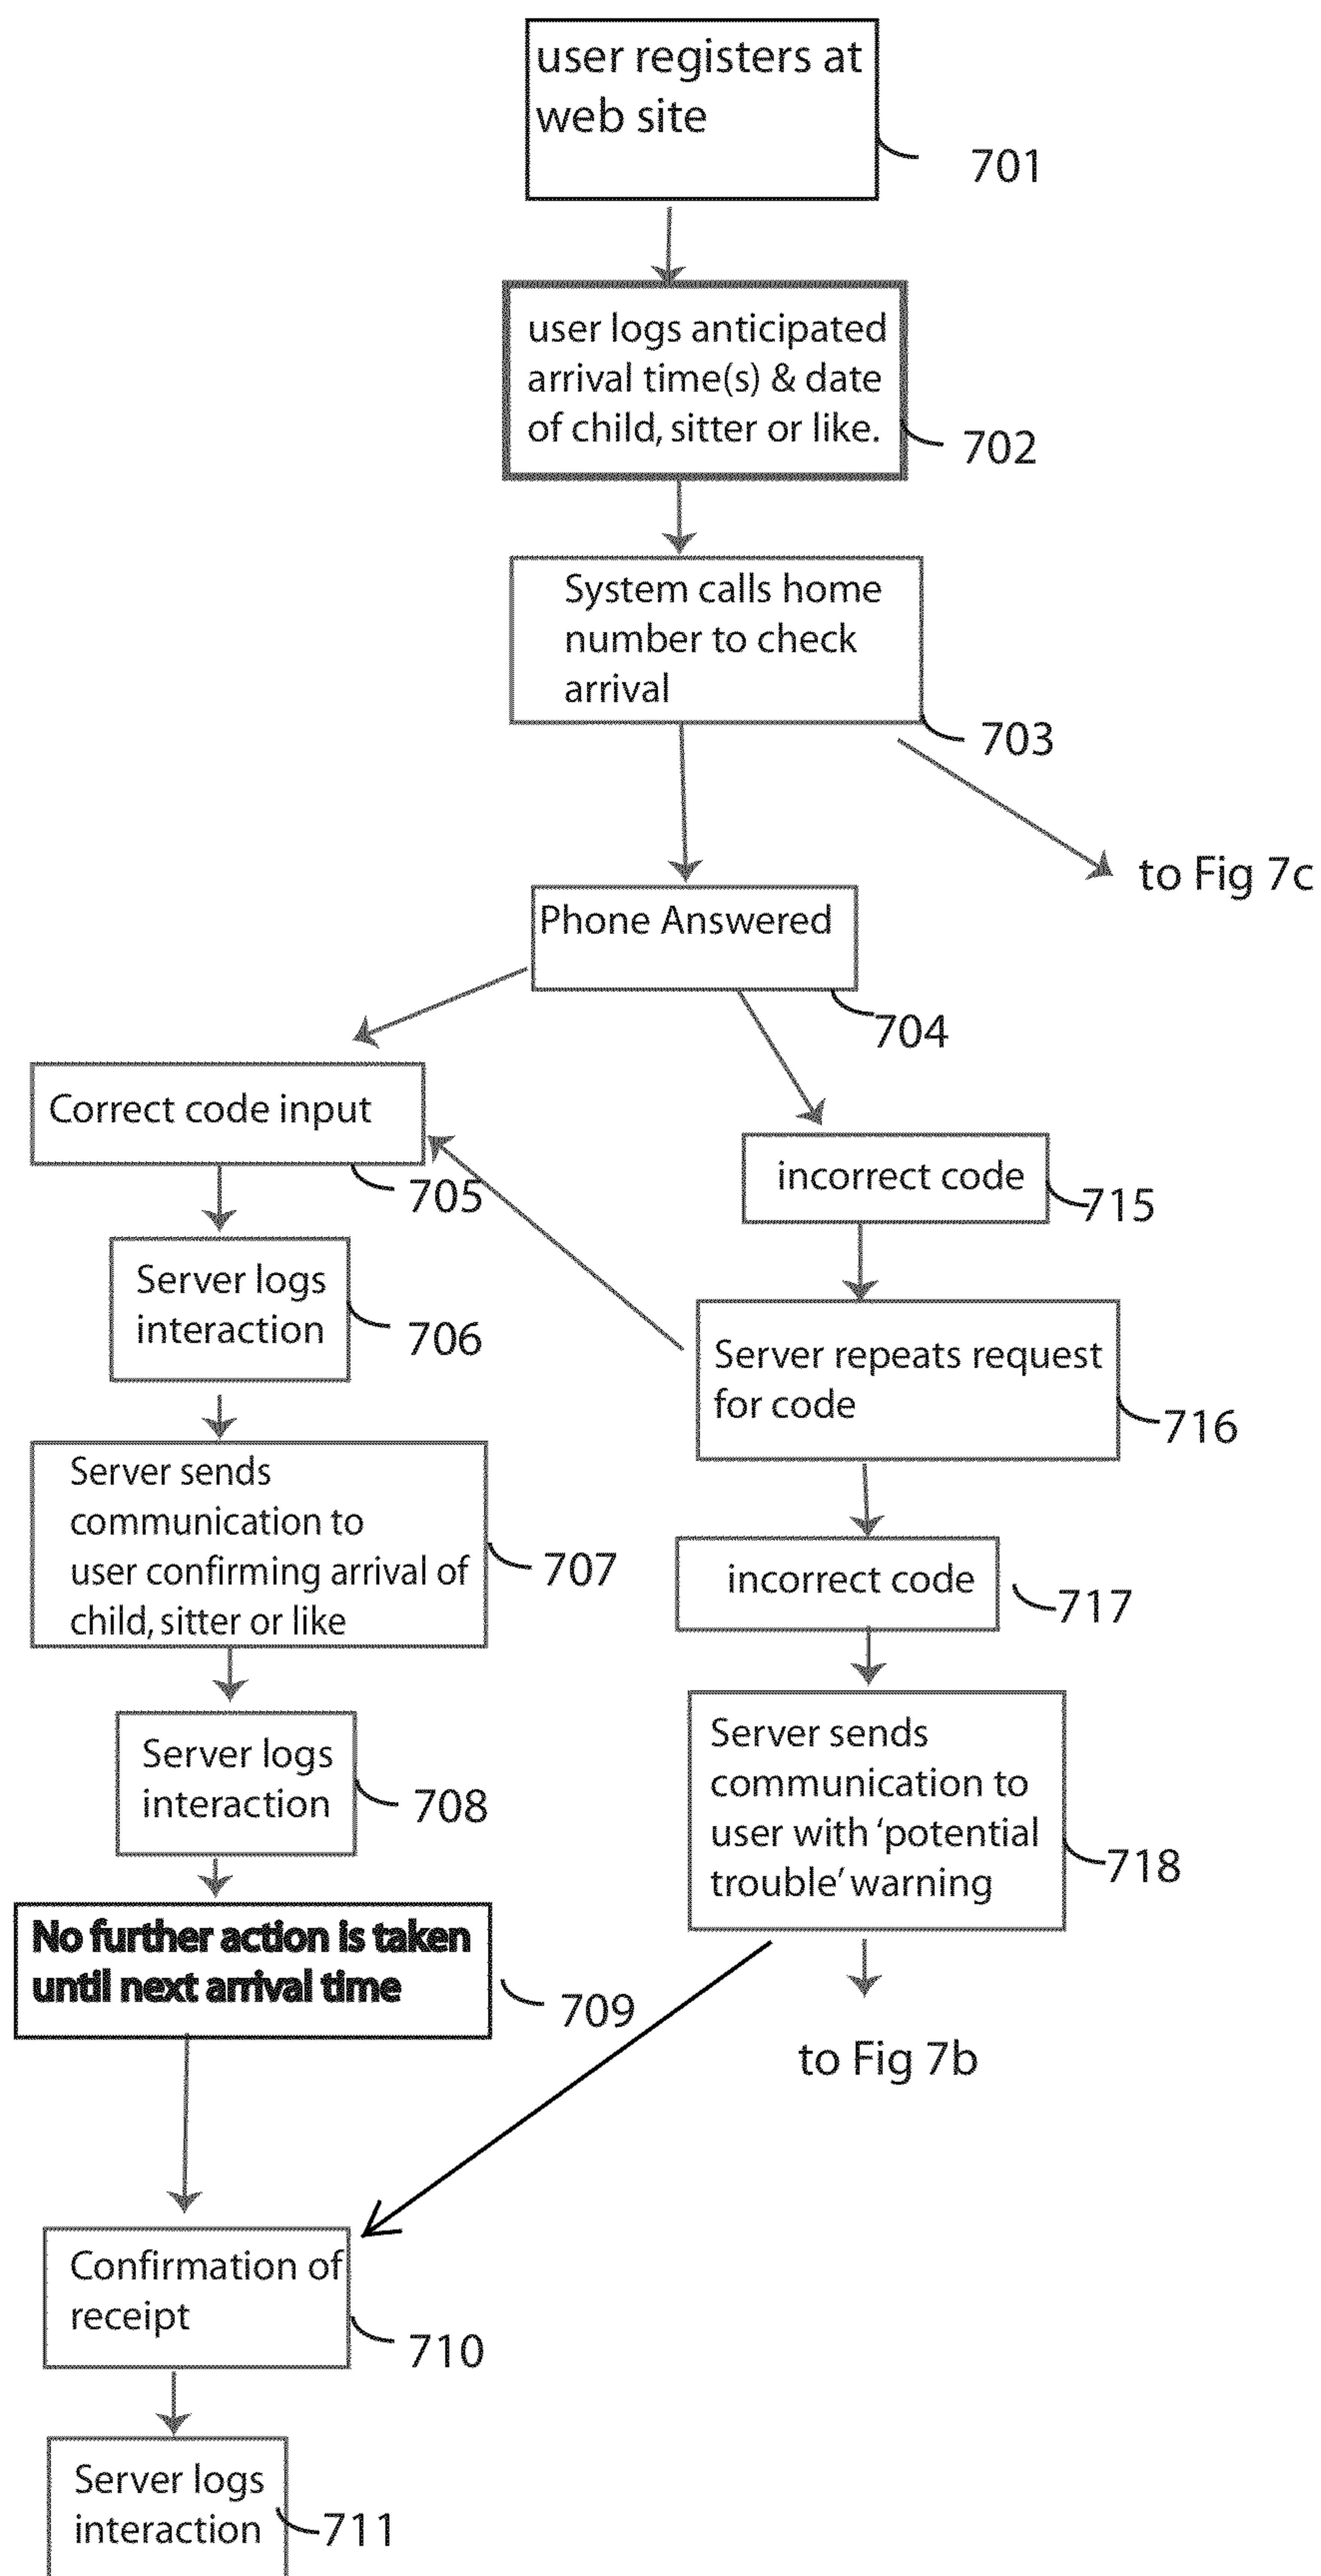 user registers at
web site
701
user logs anticipated
arrival time(s) & date
of child, sitter or like.
702
System calls home
number to check
arrival
703
to Fig 7c
Phone Answered
704
Correct code input
705
incorrect code
715
Server logs
interaction
706
Server repeats request
for code
716
Server sends
communication to
user confirming arrival of
child, sitter or like
707
incorrect code
717
Server logs
interaction
708
Server sends
communication to
user with ‘potential
trouble’ warning
718
No further action is taken
until next arrival time
709
to Fig 7b
Confirmation of
receipt
710
Server logs
interaction
711